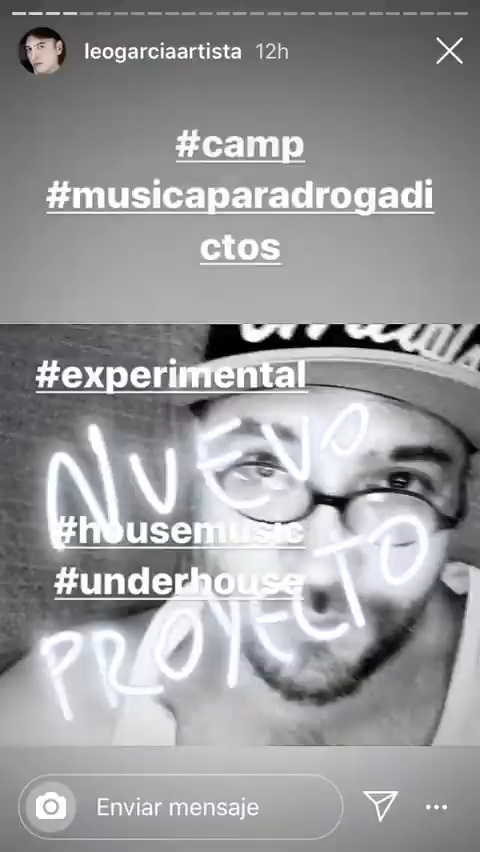 leogarciaartista 12h
#camp
#musicaparadrogadi
ctos
#experimental
NUEVO
#housemusic
#underhouse
PROYECTO
Enviar mensaje